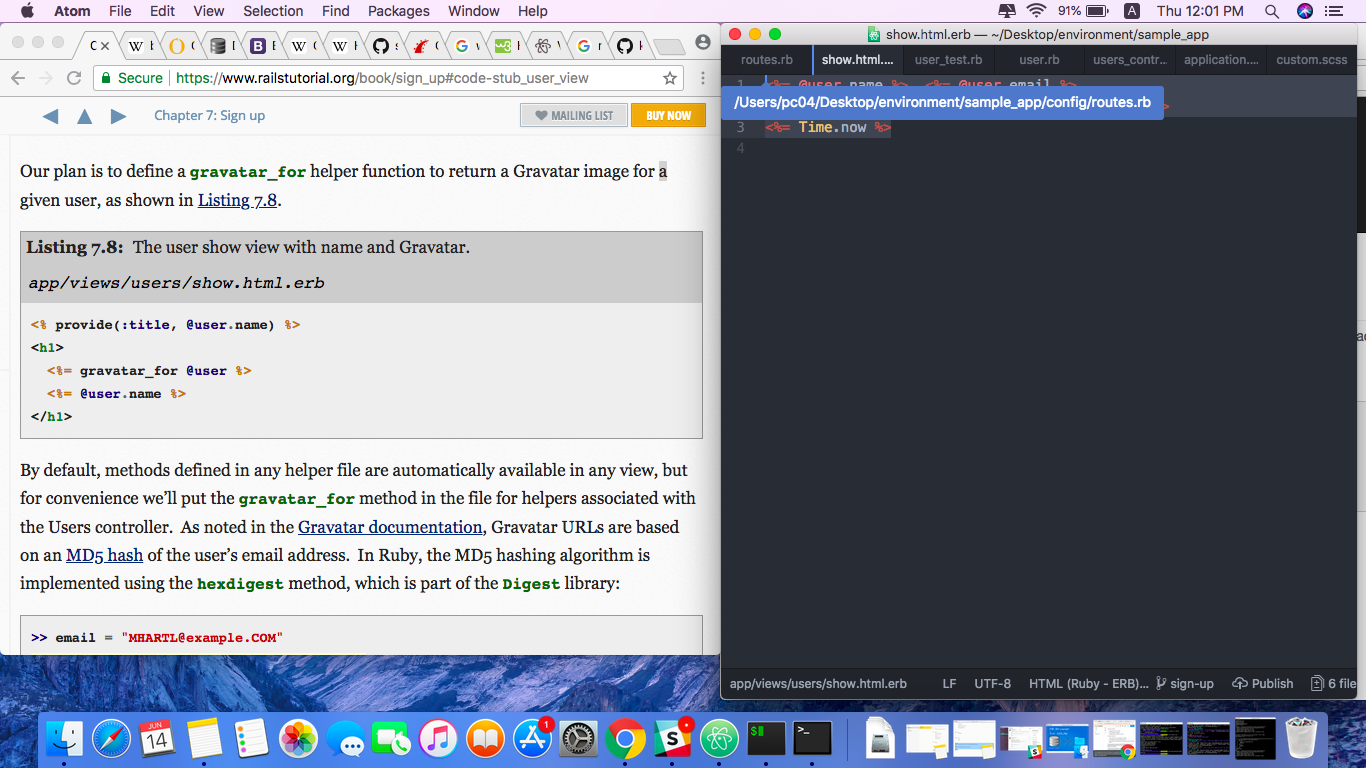 Atom File Edit View Selection Find Packages Window Help 91% A Thu 12:01 PM
C W O D B W W s C G v w3 G r
Secure https://www.railstutorial.org/book/sign_up#code-stub_user_view
Chapter 7: Sign up MAILING LIST BUY NOW
Our plan is to define a gravatar_for helper function to return a Gravatar image for a
given user, as shown in Listing 7.8.
Listing 7.8: The user show view with name and Gravatar.
app/views/users/show.html.erb
<% provide(:title, @user.name) %>
<h1>
<%= gravatar_for @user %>
<%= @user.name %>
</h1>
By default, methods defined in any helper file are automatically available in any view, but
for convenience we'll put the gravatar_for method in the file for helpers associated with
the Users controller. As noted in the Gravatar documentation, Gravatar URLs are based
on an MD5 hash of the user's email address. In Ruby, the MD5 hashing algorithm is
implemented using the hexdigest method, which is part of the Digest library:
>> email = "MHARTL@example.COM"
show.html.erb — ~/Desktop/environment/sample_app
routes.rb show.html.... user_test.rb user.rb users_contr... application.... custom.scss
1 <%= @user.name %>, <%= @user.email %>
/Users/pc04/Desktop/environment/sample_app/config/routes.rb
3 <%= Time.now %>
4
app/views/users/show.html.erb LF UTF-8 HTML (Ruby - ERB)... sign-up Publish 6 file
JUN
14
1